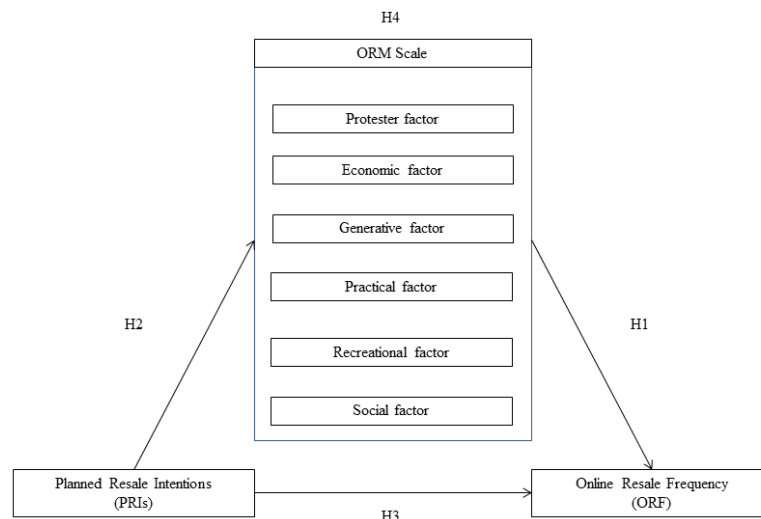 H4
ORM Scale
Protester factor
Economic factor
Generative factor
Practical factor
H2
H1
Recreational factor
Social factor
Planned Resale Intentions
(PRIs)
Online Resale Frequency
(ORF)
H3